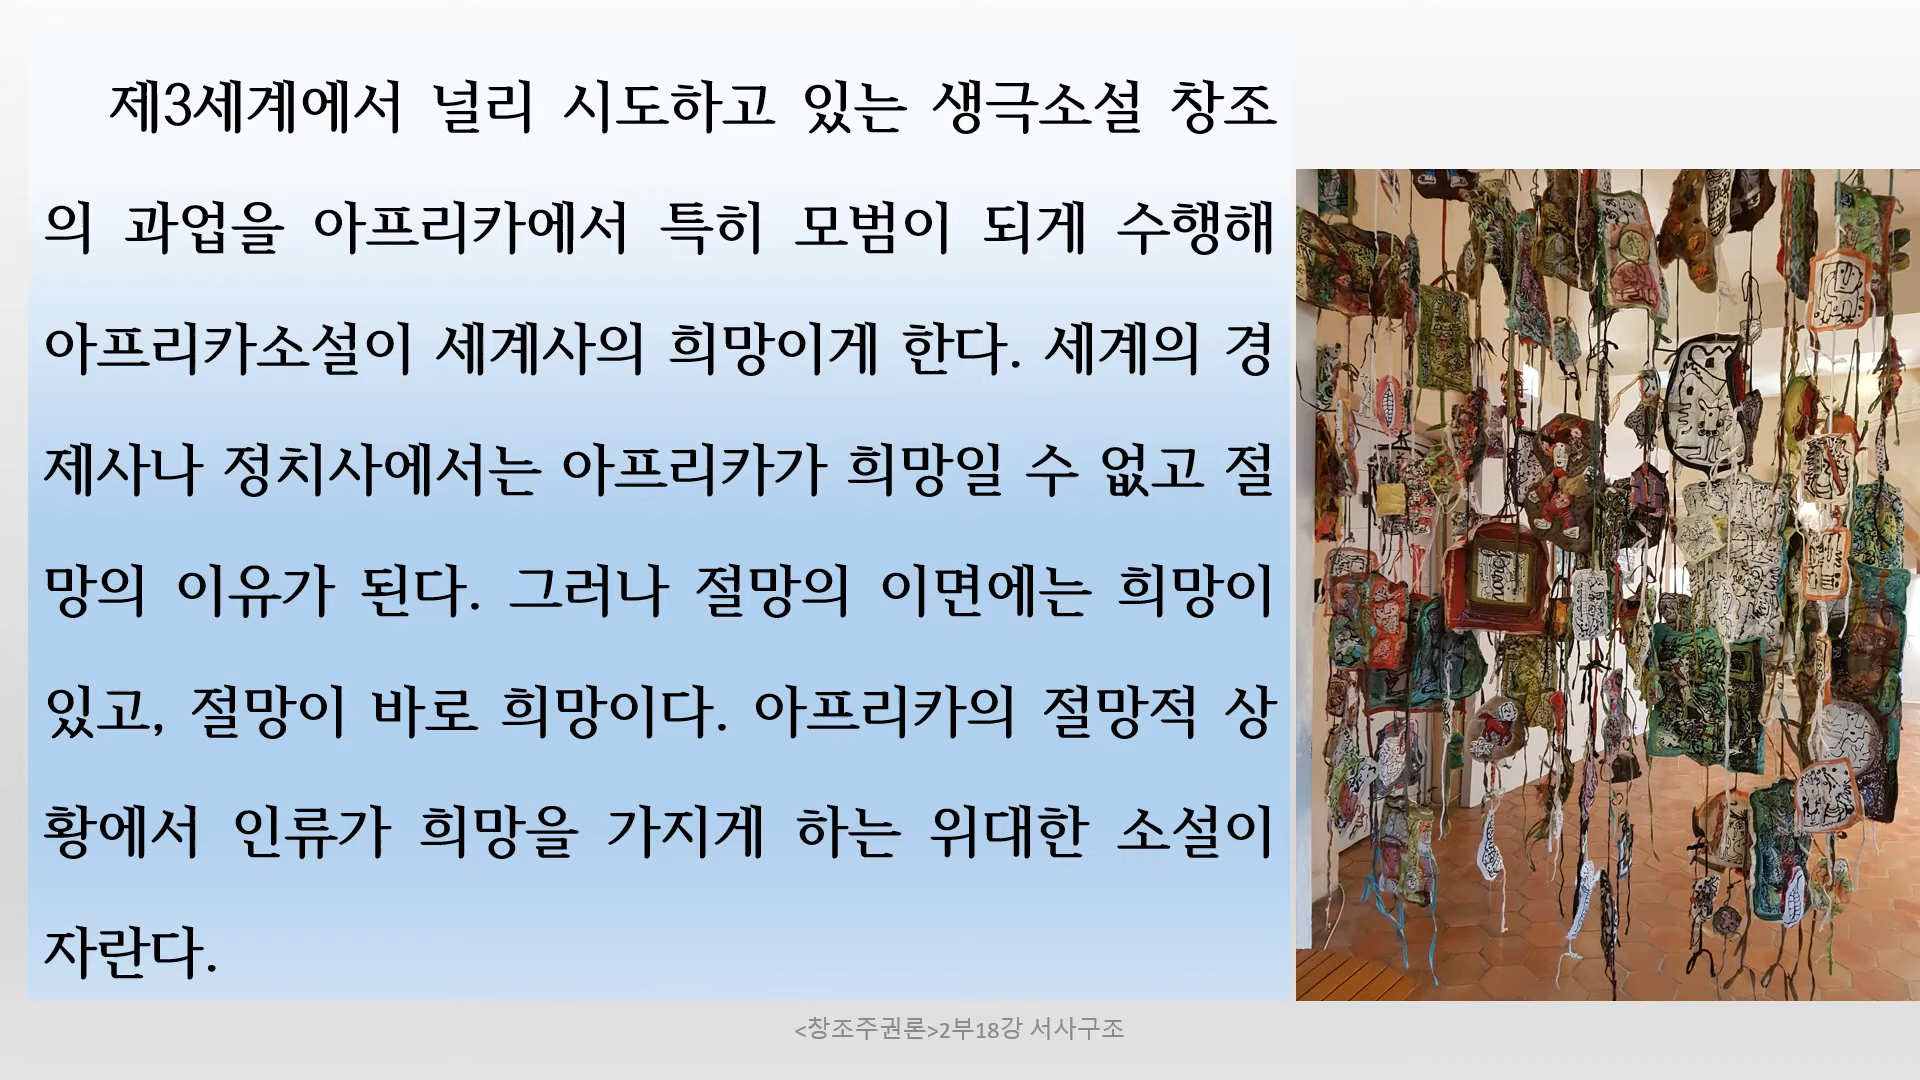 제3세계에서 널리 시도하고 있는 생극소설 창조
의 과업을 아프리카에서 특히 모범이 되게 수행해
아프리카소설이 세계사의 희망이게 한다. 세계의 경
제사나 정치사에서는 아프리카가 희망일 수 없고 절
망의 이유가 된다. 그러나 절망의 이면에는 희망이
있고, 절망이 바로 희망이다. 아프리카의 절망적 상
황에서 인류가 희망을 가지게 하는 위대한 소설이
자란다.
<창조주권론>2부18강 서사구조